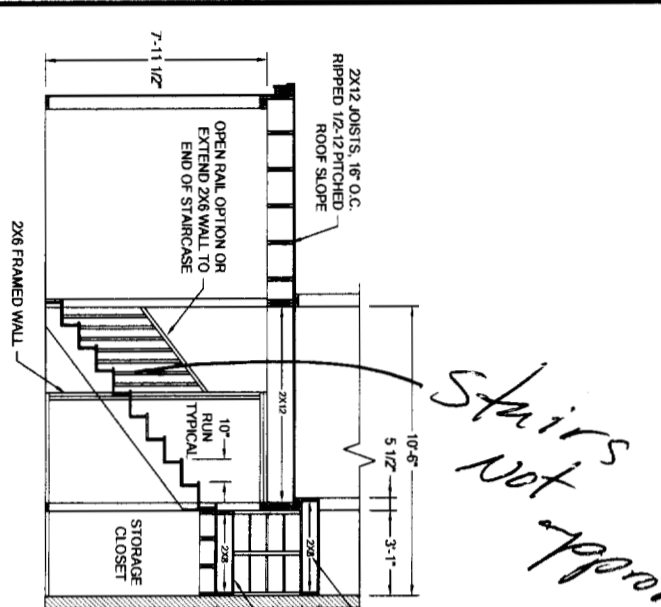 7'-11 1/2"
2X12 JOISTS, 16" O.C.
RIPPED 1/2-12 PITCHED
ROOF SLOPE
OPEN RAIL OPTION OR
EXTEND 2X6 WALL TO
END OF STAIRCASE
2X6 FRAMED WALL
2X12
10"
RUN
TYPICAL
10'-6"
5 1/2"
3'-1"
2X8
2X8
STORAGE
CLOSET
Stairs
Not